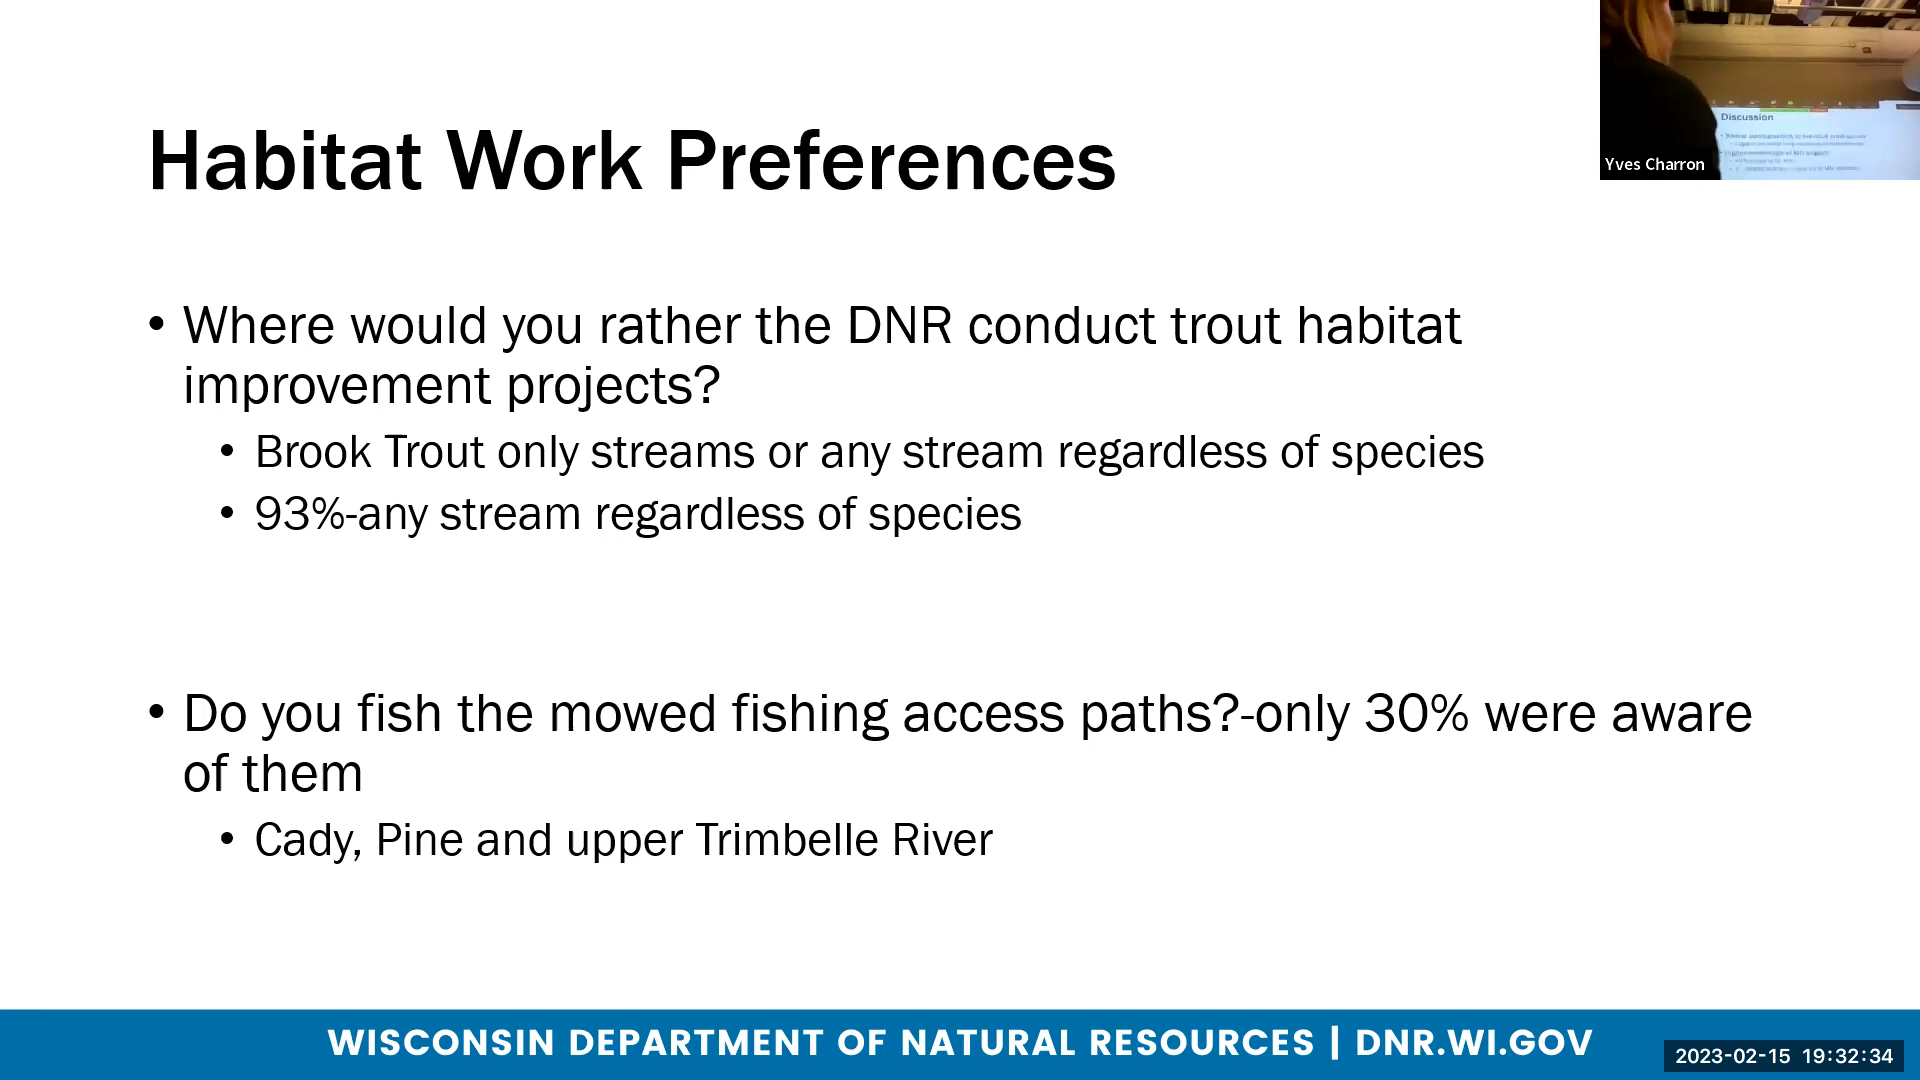 Habitat Work Preferences
• Where would you rather the DNR conduct trout habitat
improvement projects?
• Brook Trout only streams or any stream regardless of species
• 93%-any stream regardless of species
• Do you fish the mowed fishing access paths?-only 30% were aware
of them
• Cady, Pine and upper Trimbelle River
WISCONSIN DEPARTMENT OF NATURAL RESOURCES | DNR.WI.GOV
Discussion
Yves Charron
2023-02-15 19:32:34